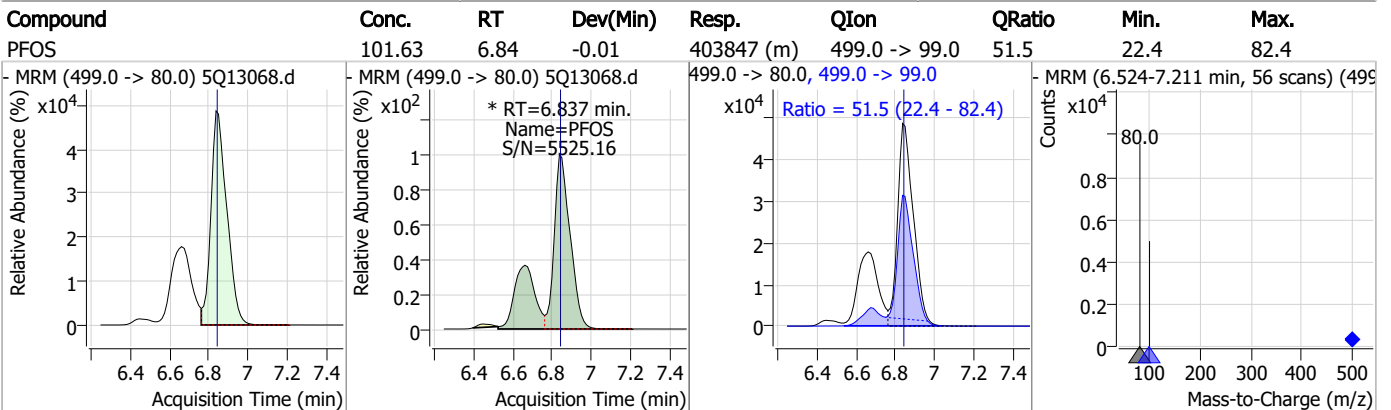 Compound Conc. RT Dev(Min) Resp. QIon QRatio Min. Max.
PFOS 101.63 6.84 -0.01 403847 (m) 499.0 -> 99.0 51.5 22.4 82.4
- MRM (499.0 -> 80.0) 5Q13068.d
Relative Abundance (%)
x10⁴
4
3
2
1
0
6.4 6.6 6.8 7 7.2 7.4
Acquisition Time (min)
- MRM (499.0 -> 80.0) 5Q13068.d
Relative Abundance (%)
x10²
* RT=6.837 min.
Name=PFOS
S/N=5525.16
1
0.8
0.6
0.4
0.2
0
6.4 6.6 6.8 7 7.2 7.4
Acquisition Time (min)
499.0 -> 80.0, 499.0 -> 99.0
Relative Abundance (%)
x10⁴
Ratio = 51.5 (22.4 - 82.4)
4
3
2
1
0
6.4 6.6 6.8 7 7.2 7.4
Acquisition Time (min)
- MRM (6.524-7.211 min, 56 scans) (499
Counts
x10⁴
80.0
0.8
0.6
0.4
0.2
0
100 200 300 400 500
Mass-to-Charge (m/z)